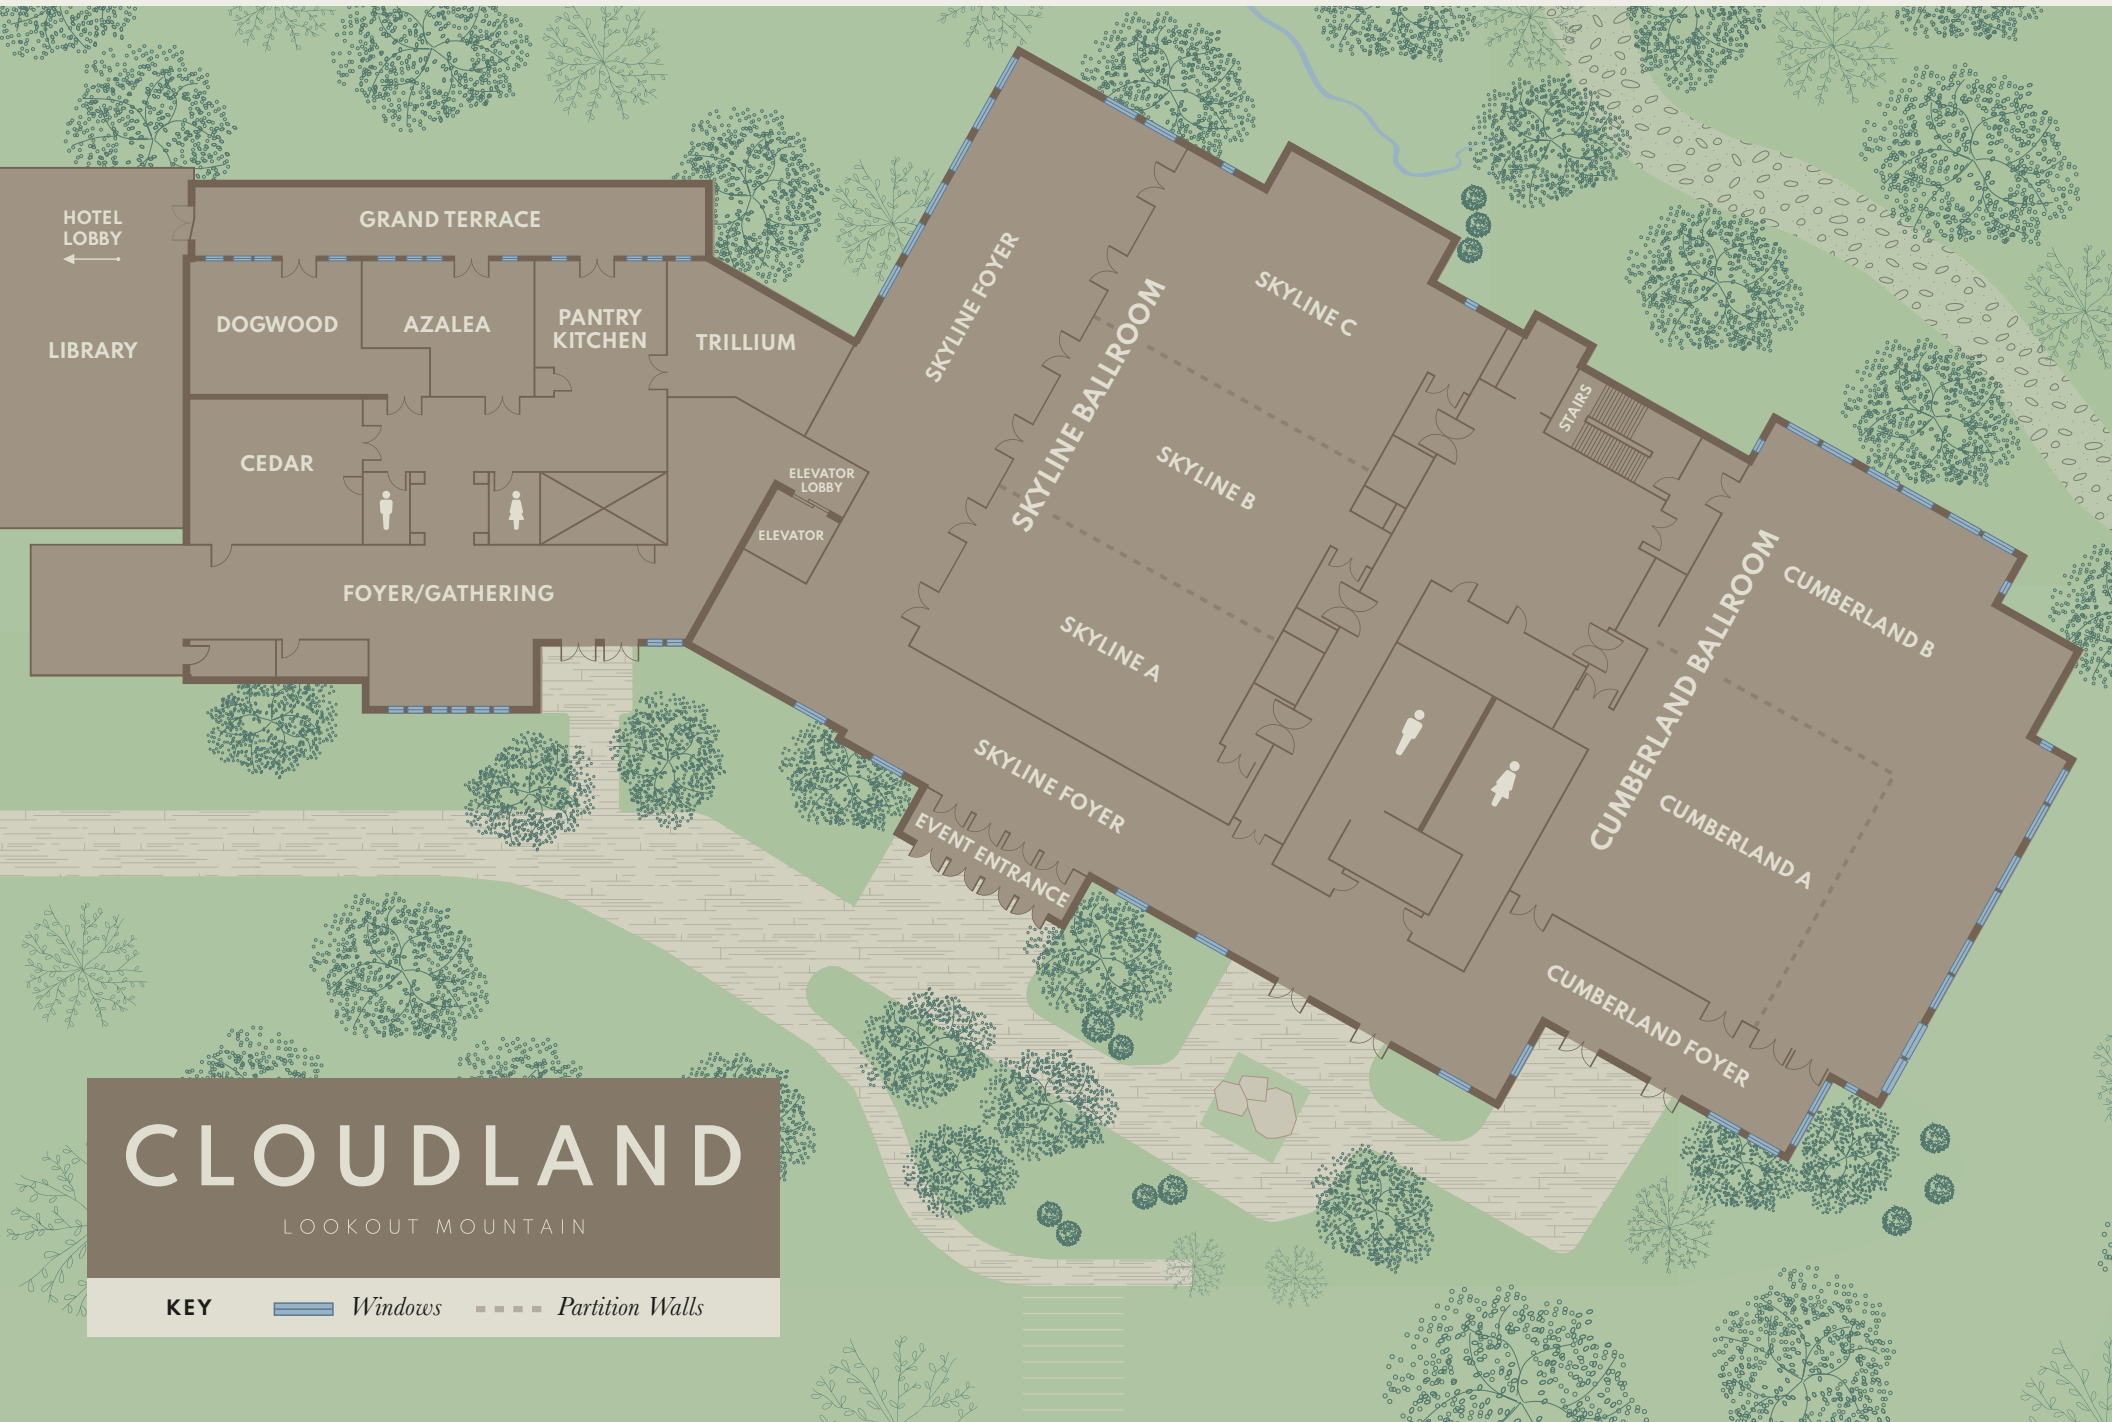 HOTEL
LOBBY
GRAND TERRACE
LIBRARY
DOGWOOD
AZALEA
PANTRY
KITCHEN
TRILLIUM
CEDAR
ELEVATOR
LOBBY
ELEVATOR
FOYER/GATHERING
SKYLINE FOYER
SKYLINE BALLROOM
SKYLINE C
SKYLINE B
SKYLINE A
SKYLINE FOYER
EVENT ENTRANCE
STAIRS
CUMBERLAND BALLROOM
CUMBERLAND B
CUMBERLAND A
CUMBERLAND FOYER
CLOUDLAND
LOOKOUT MOUNTAIN
KEY Windows Partition Walls